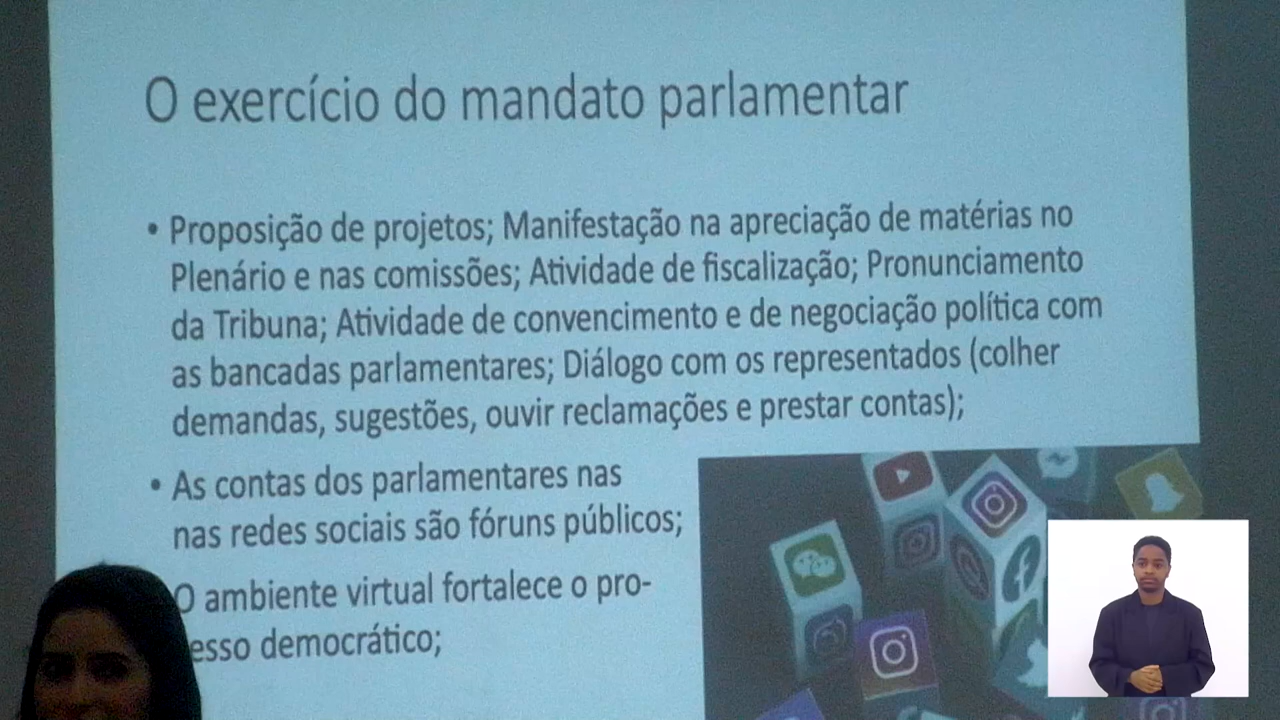 O exercício do mandato parlamentar
• Proposição de projetos; Manifestação na apreciação de matérias no
Plenário e nas comissões; Atividade de fiscalização; Pronunciamento
da Tribuna; Atividade de convencimento e de negociação política com
as bancadas parlamentares; Diálogo com os representados (colher
demandas, sugestões, ouvir reclamações e prestar contas);
• As contas dos parlamentares nas
nas redes sociais são fóruns públicos;
O ambiente virtual fortalece o pro-
esso democrático;